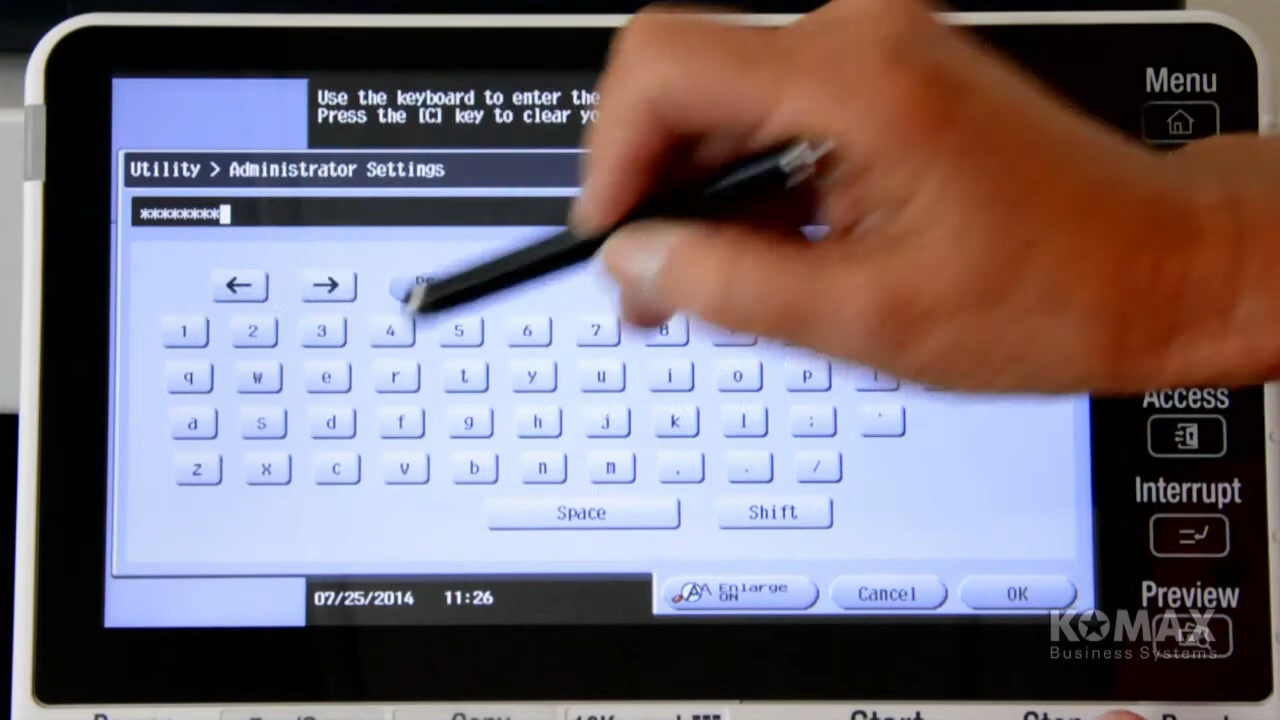 Menu
Use the keyboard to enter the
Press the [C] key to clear
Utility > Administrator Settings
********
← →
1 2 3 4 5 6 7 8
q w e r t y u i o p
a s d f g h j k l ; '
z x c v b n m , . /
Space Shift
Access
Interrupt
Preview
07/25/2014 11:26
Enlarge
ON
Cancel OK
KOMAX
Business Systems